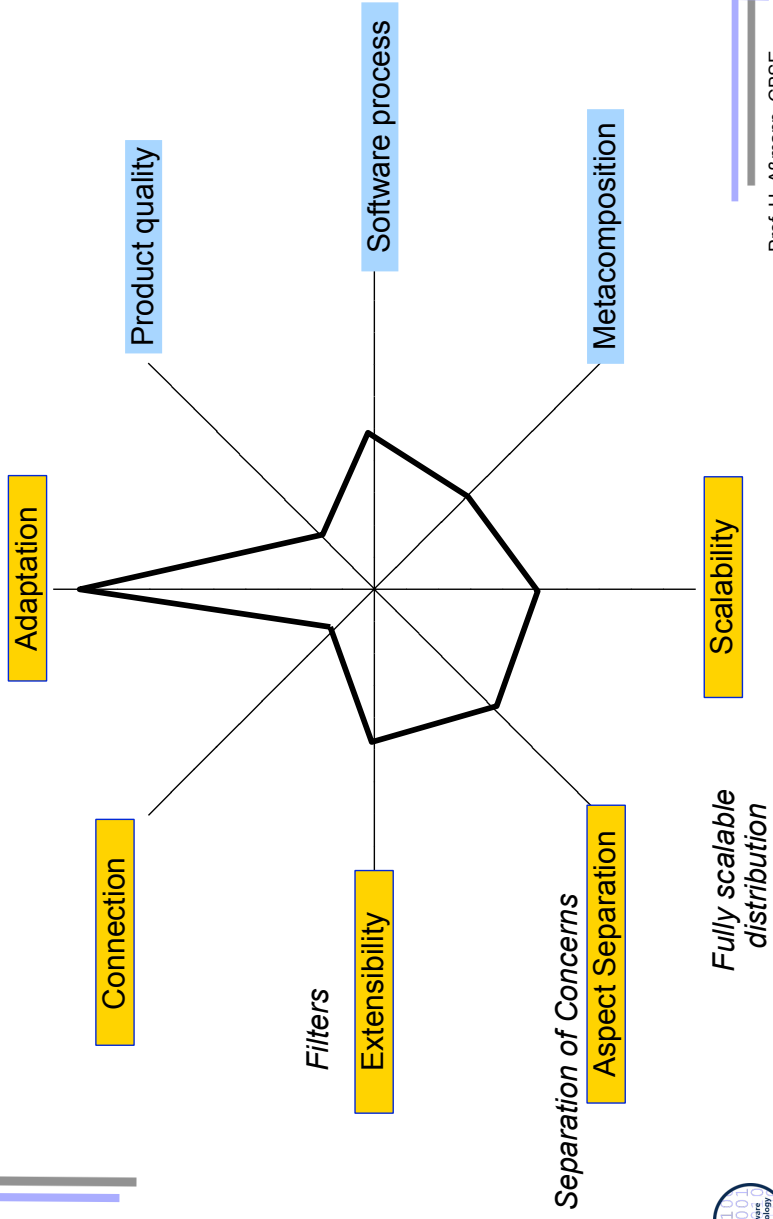 Adaptation
Connection
Product quality
Filters
Extensibility
Software process
Separation of Concerns
Aspect Separation
Metacomposition
Fully scalable
distribution
Scalability